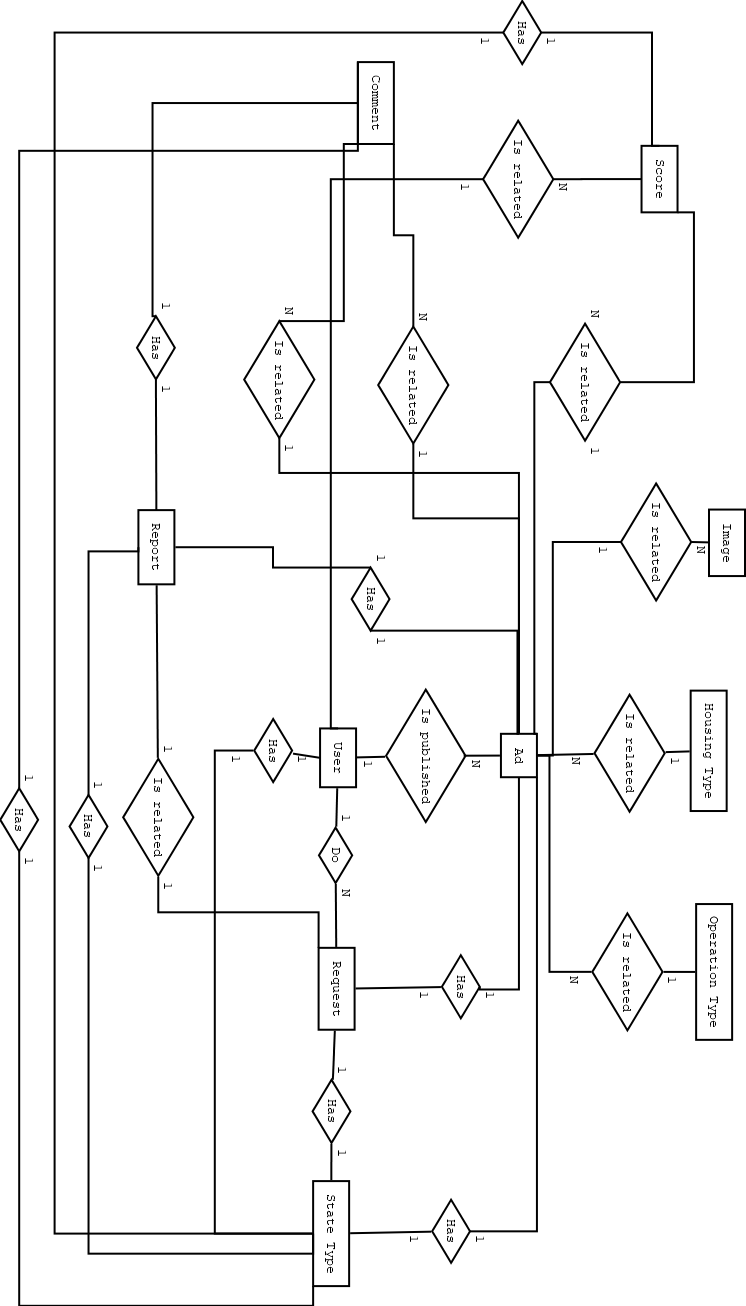 Image
Housing Type
Operation Type
N
1
1
Score
Is related
Is related
Is related
1
N
1
Is related
N
N
N
1
Has
Is related
Ad
1
1
1
N
1
Has
Has
Is published
1
N
1
1
Is related
1
1
Comment
Has
1
1
N
1
1
User
Do
Request
Has
State Type
1
N
1
Is related
Has
1
1
1
1
1
Has
Report
Is related
1
1
Has
1
1
Has